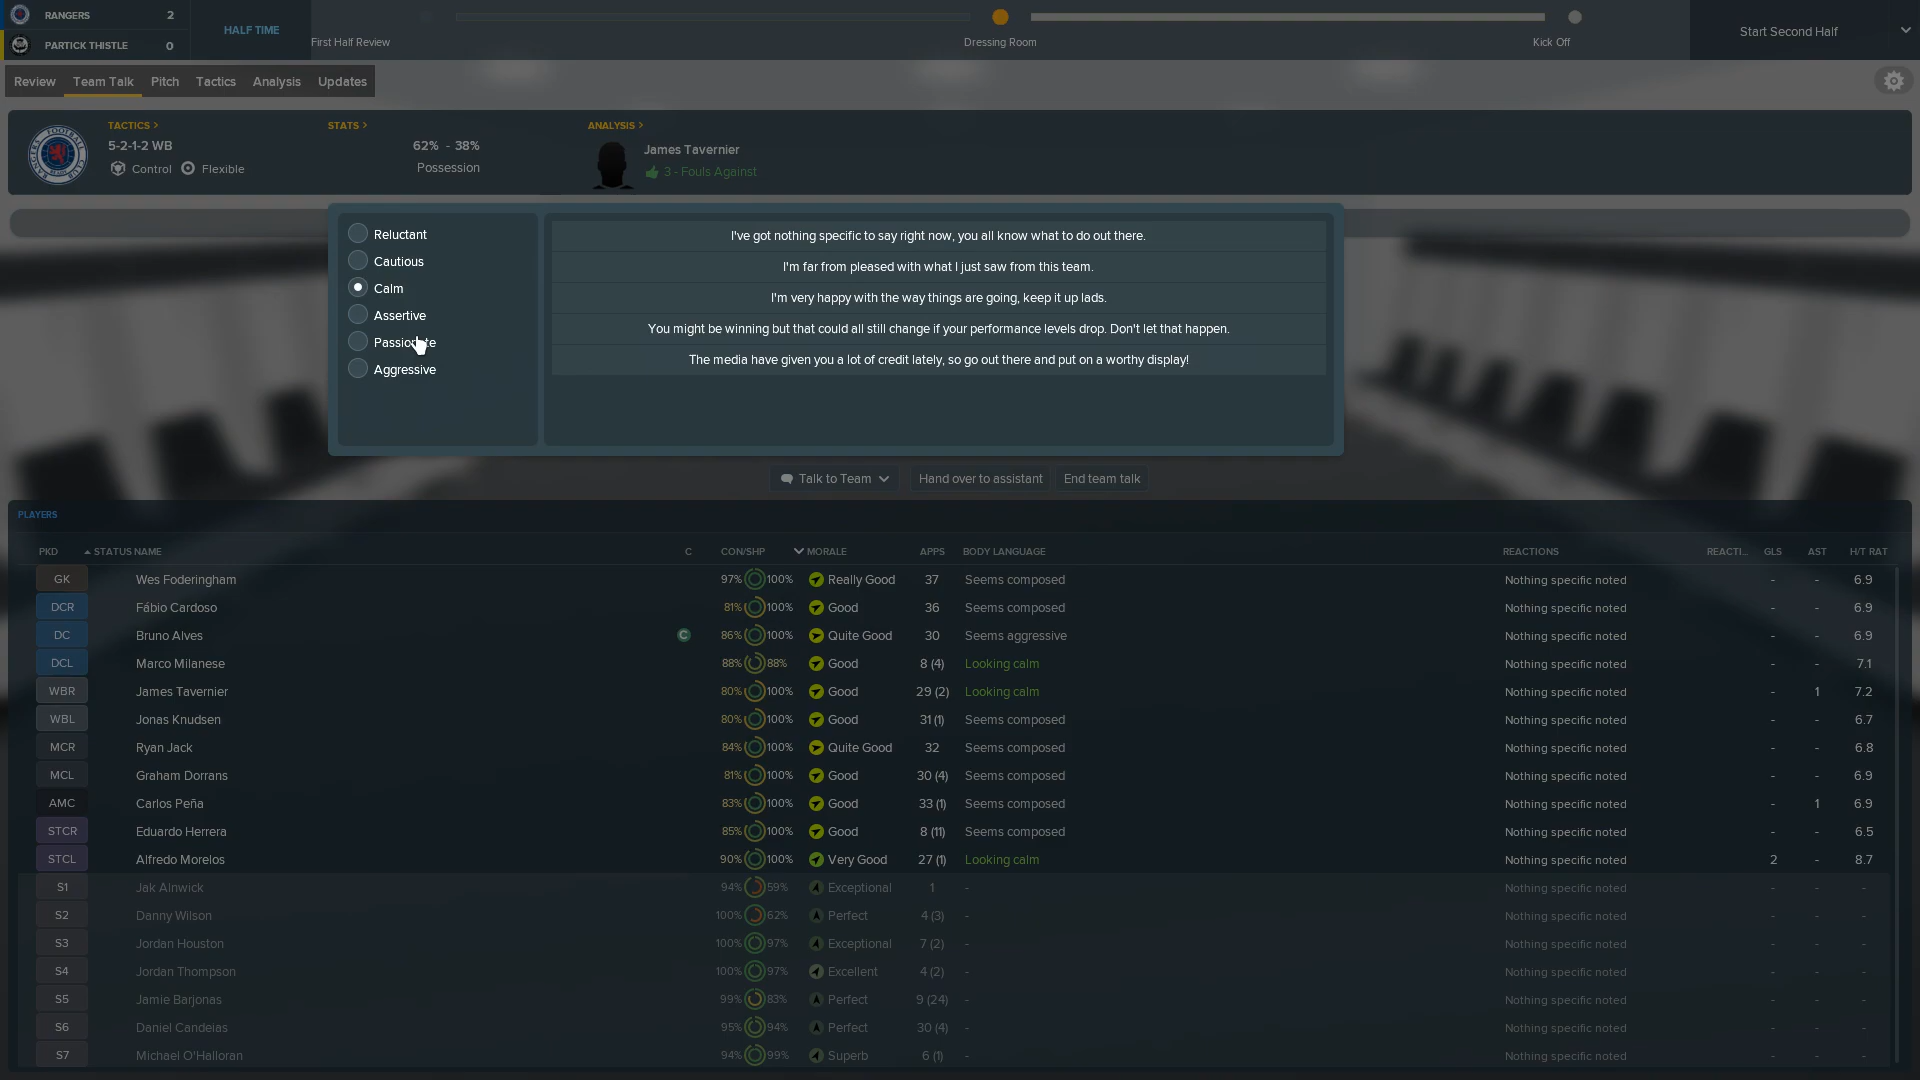 RANGERS 2
PARTICK THISTLE 0
HALF TIME
First Half Review
Dressing Room
Kick Off
Start Second Half
Review Team Talk Pitch Tactics Analysis Updates
TACTICS >
5-2-1-2 WB
Control Flexible
STATS >
62% - 38%
Possession
ANALYSIS >
James Tavernier
3 - Fouls Against
Reluctant
Cautious
Calm
Assertive
Aggressive
I've got nothing specific to say right now, you all know what to do out there.
I'm far from pleased with what I just saw from this team.
I'm very happy with the way things are going, keep it up lads.
You might be winning but that could all still change if your performance levels drop. Don't let that happen.
The media have given you a lot of credit lately, so go out there and put on a worthy display!
Talk to Team Hand over to assistant End team talk
PLAYERS
PKD STATUS NAME C CON/SHP MORALE APPS BODY LANGUAGE REACTIONS REACTI... GLS AST H/T RAT
GK Wes Foderingham 97% 100% Really Good 37 Seems composed Nothing specific noted - - 6.9
DCR Fábio Cardoso 81% 100% Good 36 Seems composed Nothing specific noted - - 6.9
DC Bruno Alves C 86% 100% Quite Good 30 Seems aggressive Nothing specific noted - - 6.9
DCL Marco Milanese 88% 88% Good 8 (4) Looking calm Nothing specific noted - - 7.1
WBR James Tavernier 80% 100% Good 29 (2) Looking calm Nothing specific noted - 1 7.2
WBL Jonas Knudsen 80% 100% Good 31 (1) Seems composed Nothing specific noted - - 6.7
MCR Ryan Jack 84% 100% Quite Good 32 Seems composed Nothing specific noted - - 6.8
MCL Graham Dorrans 81% 100% Good 30 (4) Seems composed Nothing specific noted - - 6.9
AMC Carlos Peña 83% 100% Good 33 (1) Seems composed Nothing specific noted - 1 6.9
STCR Eduardo Herrera 85% 100% Good 8 (11) Seems composed Nothing specific noted - - 6.5
STCL Alfredo Morelos 90% 100% Very Good 27 (1) Looking calm Nothing specific noted 2 - 8.7
S1 Jak Alnwick 94% 59% Exceptional 1 - Nothing specific noted - - -
S2 Danny Wilson 100% 62% Perfect 4 (3) - Nothing specific noted - - -
S3 Jordan Houston 100% 97% Exceptional 7 (2) - Nothing specific noted - - -
S4 Jordan Thompson 100% 97% Excellent 4 (2) - Nothing specific noted - - -
S5 Jamie Barjonas 99% 83% Perfect 9 (24) - Nothing specific noted - - -
S6 Daniel Candeias 95% 94% Perfect 30 (4) - Nothing specific noted - - -
S7 Michael O'Halloran 94% 99% Superb 6 (1) - Nothing specific noted - - -